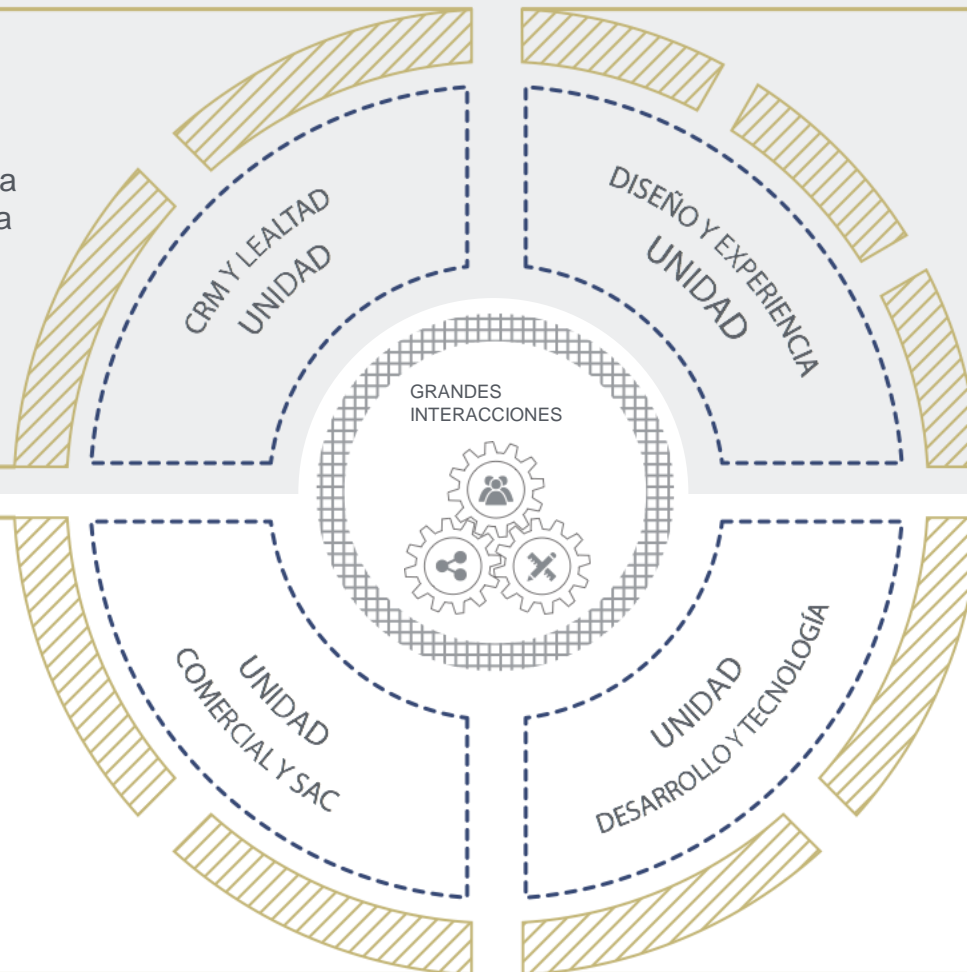 a
a
CRM Y LEALTAD
UNIDAD
DISEÑO Y EXPERIENCIA
UNIDAD
GRANDES
INTERACCIONES
UNIDAD
COMERCIAL Y SAC
UNIDAD
DESARROLLO Y TECNOLOGÍA